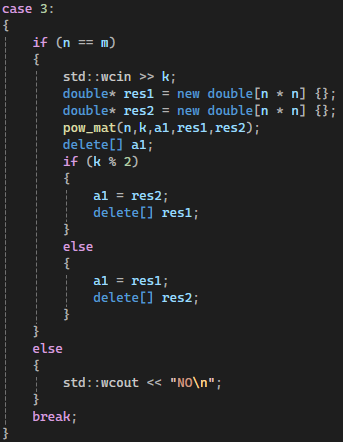 case 3:
{
    if (n == m)
    {
        std::wcin >> k;
        double* res1 = new double[n * n] {};
        double* res2 = new double[n * n] {};
        pow_mat(n,k,a1,res1,res2);
        delete[] a1;
        if (k % 2)
        {
            a1 = res2;
            delete[] res1;
        }
        else
        {
            a1 = res1;
            delete[] res2;
        }
    }
    else
    {
        std::wcout << "NO\n";
    }
    break;
}